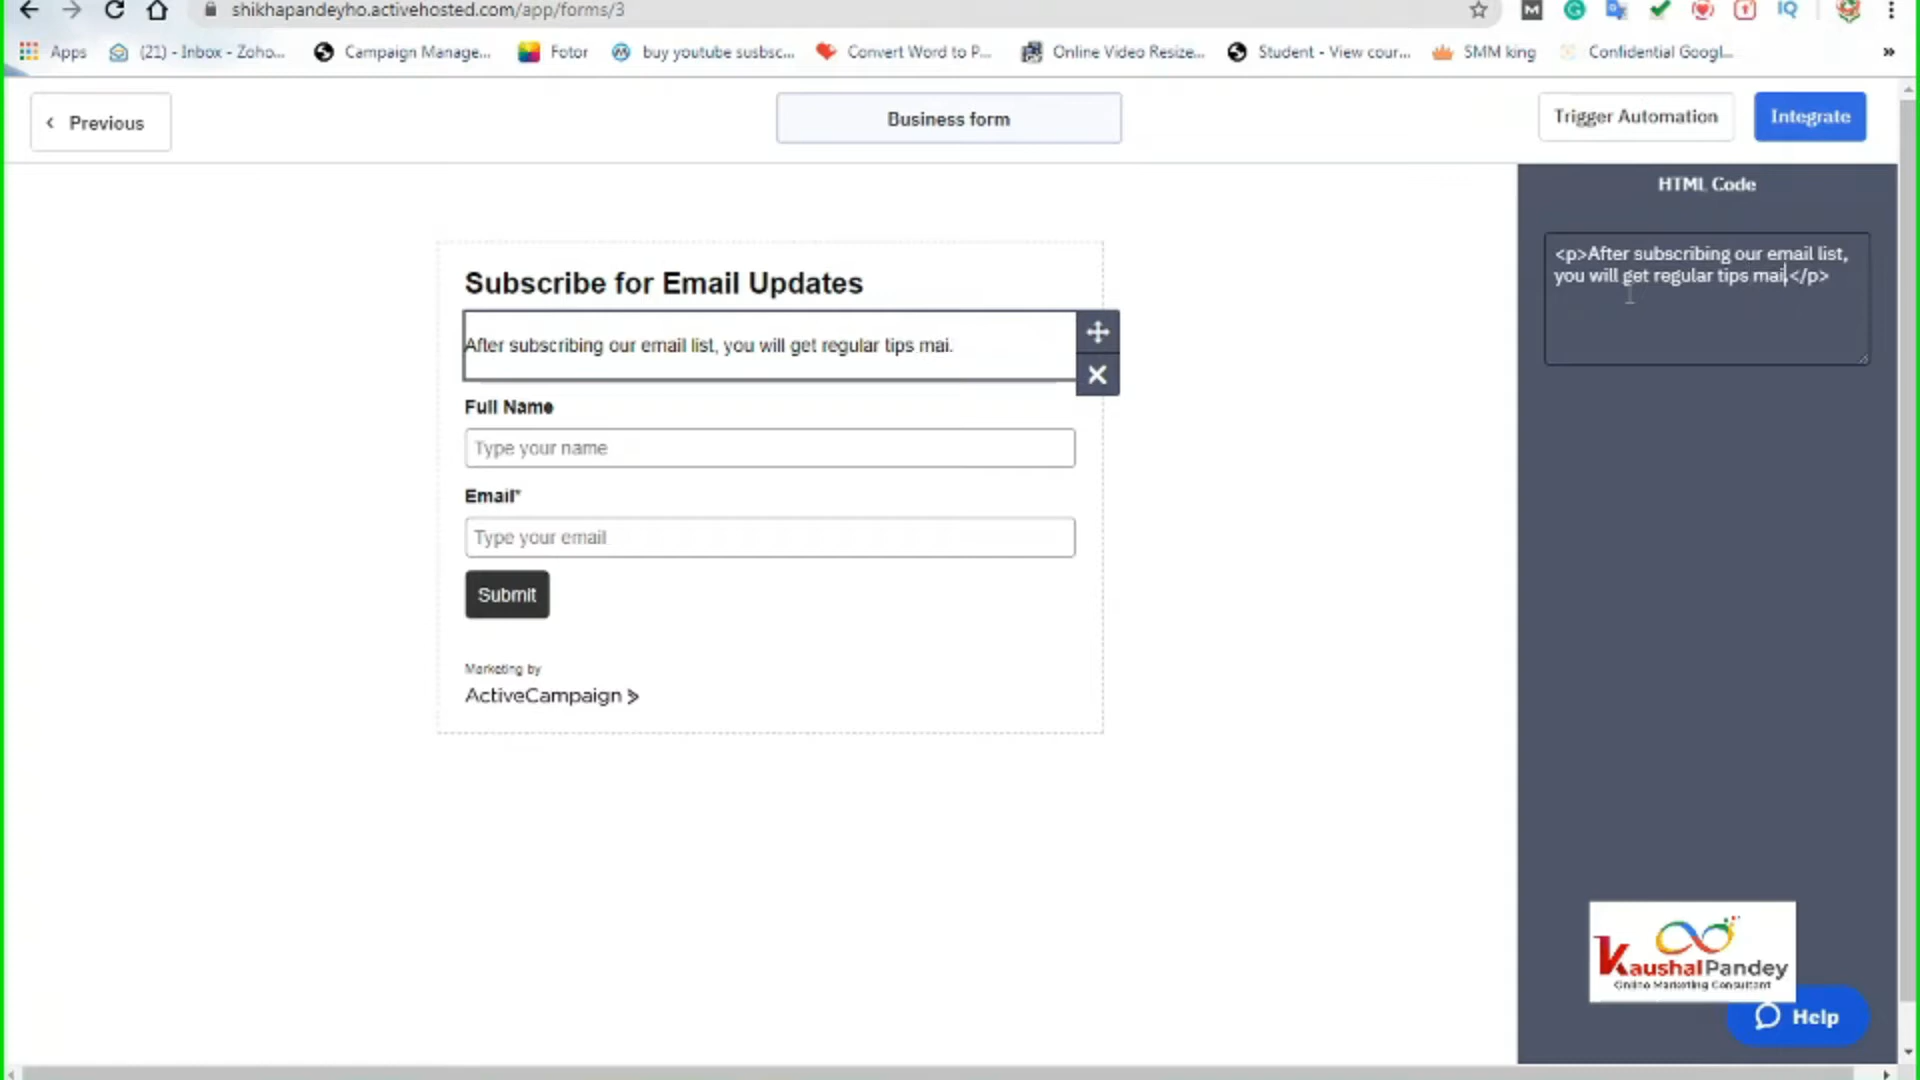 shikhapandeyho.activehosted.com/app/forms/3
Apps
(21) - Inbox - Zoho...
Campaign Manage...
Fotor
buy youtube susbsc...
Convert Word to P...
Online Video Resize...
Student - View cour...
SMM king
Confidential Googl...
»
Previous
Business form
Trigger Automation
Integrate
HTML Code
<p>After subscribing our email list,
you will get regular tips mai.</p>
Subscribe for Email Updates
After subscribing our email list, you will get regular tips mai.
Full Name
Type your name
Email*
Type your email
Submit
Marketing by
ActiveCampaign >
KaushalPandey
Online Marketing Consultant
Help